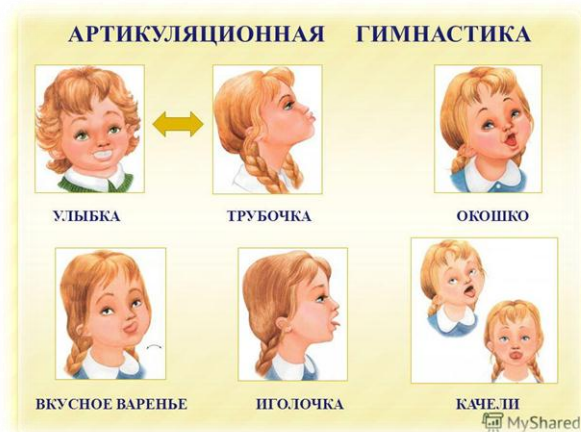 АРТИКУЛЯЦИОННАЯ ГИМНАСТИКА
УЛЫБКА ТРУБОЧКА ОКОШКО
ВКУСНОЕ ВАРЕНЬЕ ИГОЛОЧКА КАЧЕЛИ
MyShared